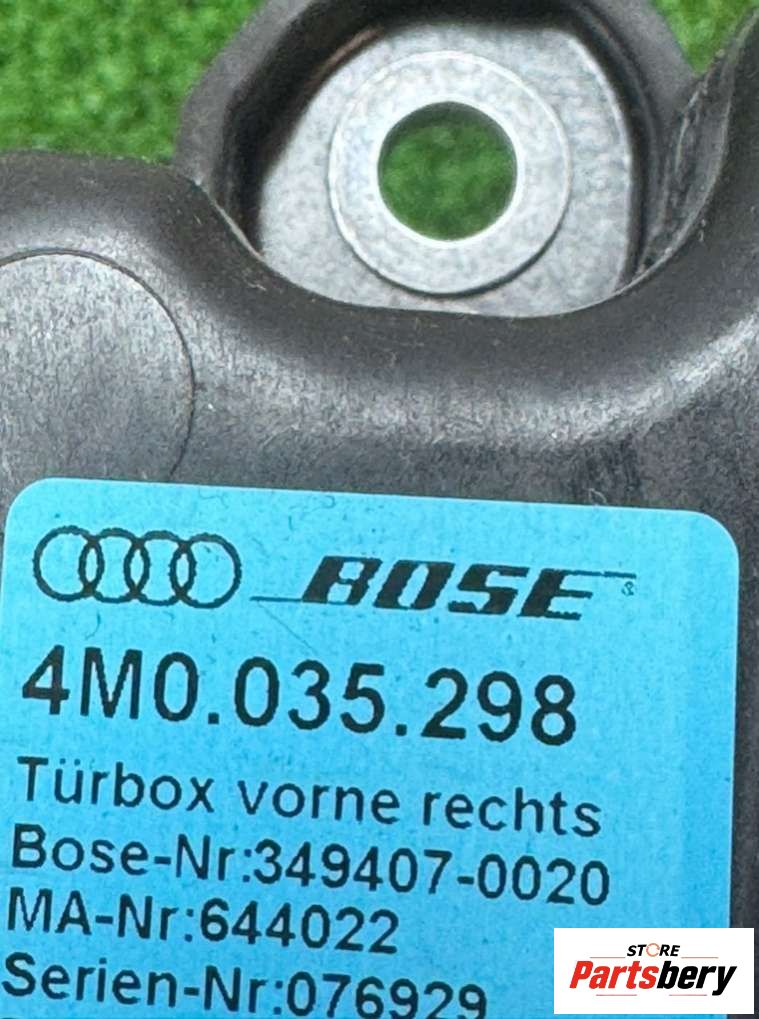 BOSE®
4M0.035.298
Türbox vorne rechts
Bose-Nr:349407-0020
MA-Nr:644022
Serien-Nr:076929
STORE
Partsbery